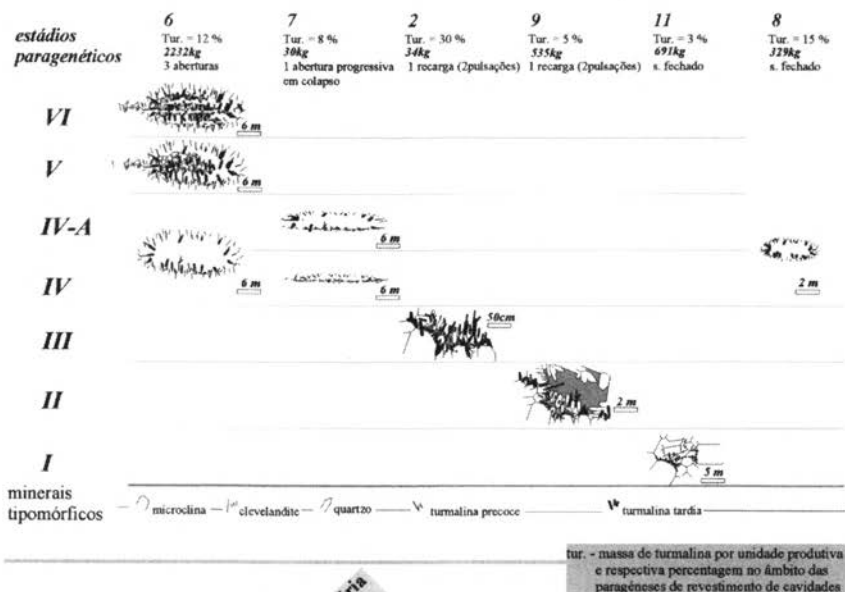 6 7 2 9 11 8
estádios Tur. = 12 % Tur. = 8 % Tur. = 30 % Tur. = 5 % Tur. = 3 % Tur. = 15 %
paragenéticos 2232kg 30kg 34kg 535kg 691kg 329kg
3 aberturas 1 abertura progressiva 1 recarga (2pulsações) 1 recarga (2pulsações) s. fechado s. fechado
em colapso
VI
6 m
V
6 m
IV-A
6 m
6 m 2 m
IV
6 m
III
50cm
II
2 m
I
5 m
minerais
tipomórficos microclina clevelandite quartzo turmalina precoce turmalina tardia
tur. - massa de turmalina por unidade produtiva
e respectiva percentagem no âmbito das
paragéneses de revestimento de cavidades
ria